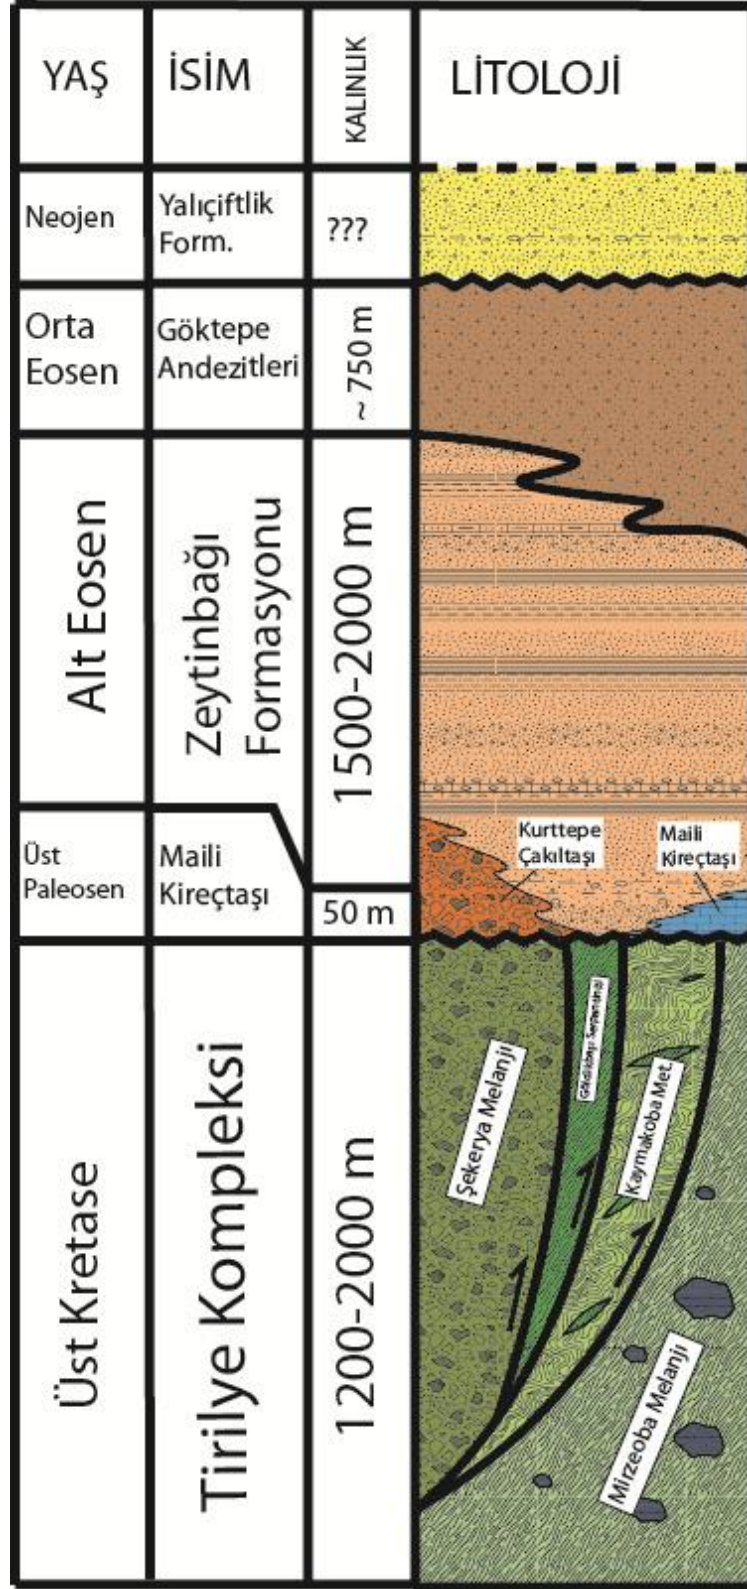 YAŞ
İSİM
KALINLIK
LİTOLOJİ
Neojen
Yalıçiftlik
Form.
???
Orta
Eosen
Göktepe
Andezitleri
~ 750 m
Alt Eosen
Zeytinbağı
Formasyonu
1500-2000 m
Kurttepe
Çakıltaşı
Maili
Kireçtaşı
Üst
Paleosen
Maili
Kireçtaşı
50 m
Üst Kretase
Tirilye Kompleksi
1200-2000 m
Şekerya Melanjı
Kaymakoba Met.
Mirzeoba Melanjı